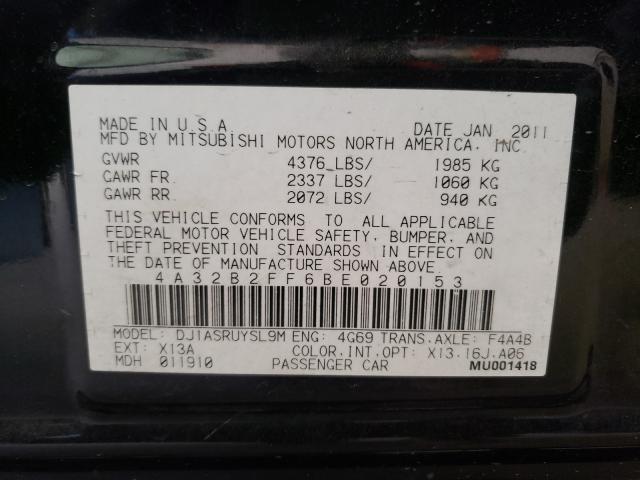 MADE IN U.S.A DATE JAN 2011
MFD BY MITSUBISHI MOTORS NORTH AMERICA, INC
GVWR 4376 LBS/ 1985 KG
GAWR FR. 2337 LBS/ 1060 KG
GAWR RR. 2072 LBS/ 940 KG
THIS VEHICLE CONFORMS TO ALL APPLICABLE
FEDERAL MOTOR VEHICLE SAFETY, BUMPER, AND
THEFT PREVENTION STANDARDS IN EFFECT ON
THE DATE OF MANUFACTURE SHOWN ABOVE.
4A32B2FF6BE020153
MODEL: DJ1ASRUYSL9M ENG: 4G69 TRANS.AXLE: F4A4B
EXT: X13A COLOR.INT.OPT: X13.16J.A06
MDH 011910 PASSENGER CAR MU001418